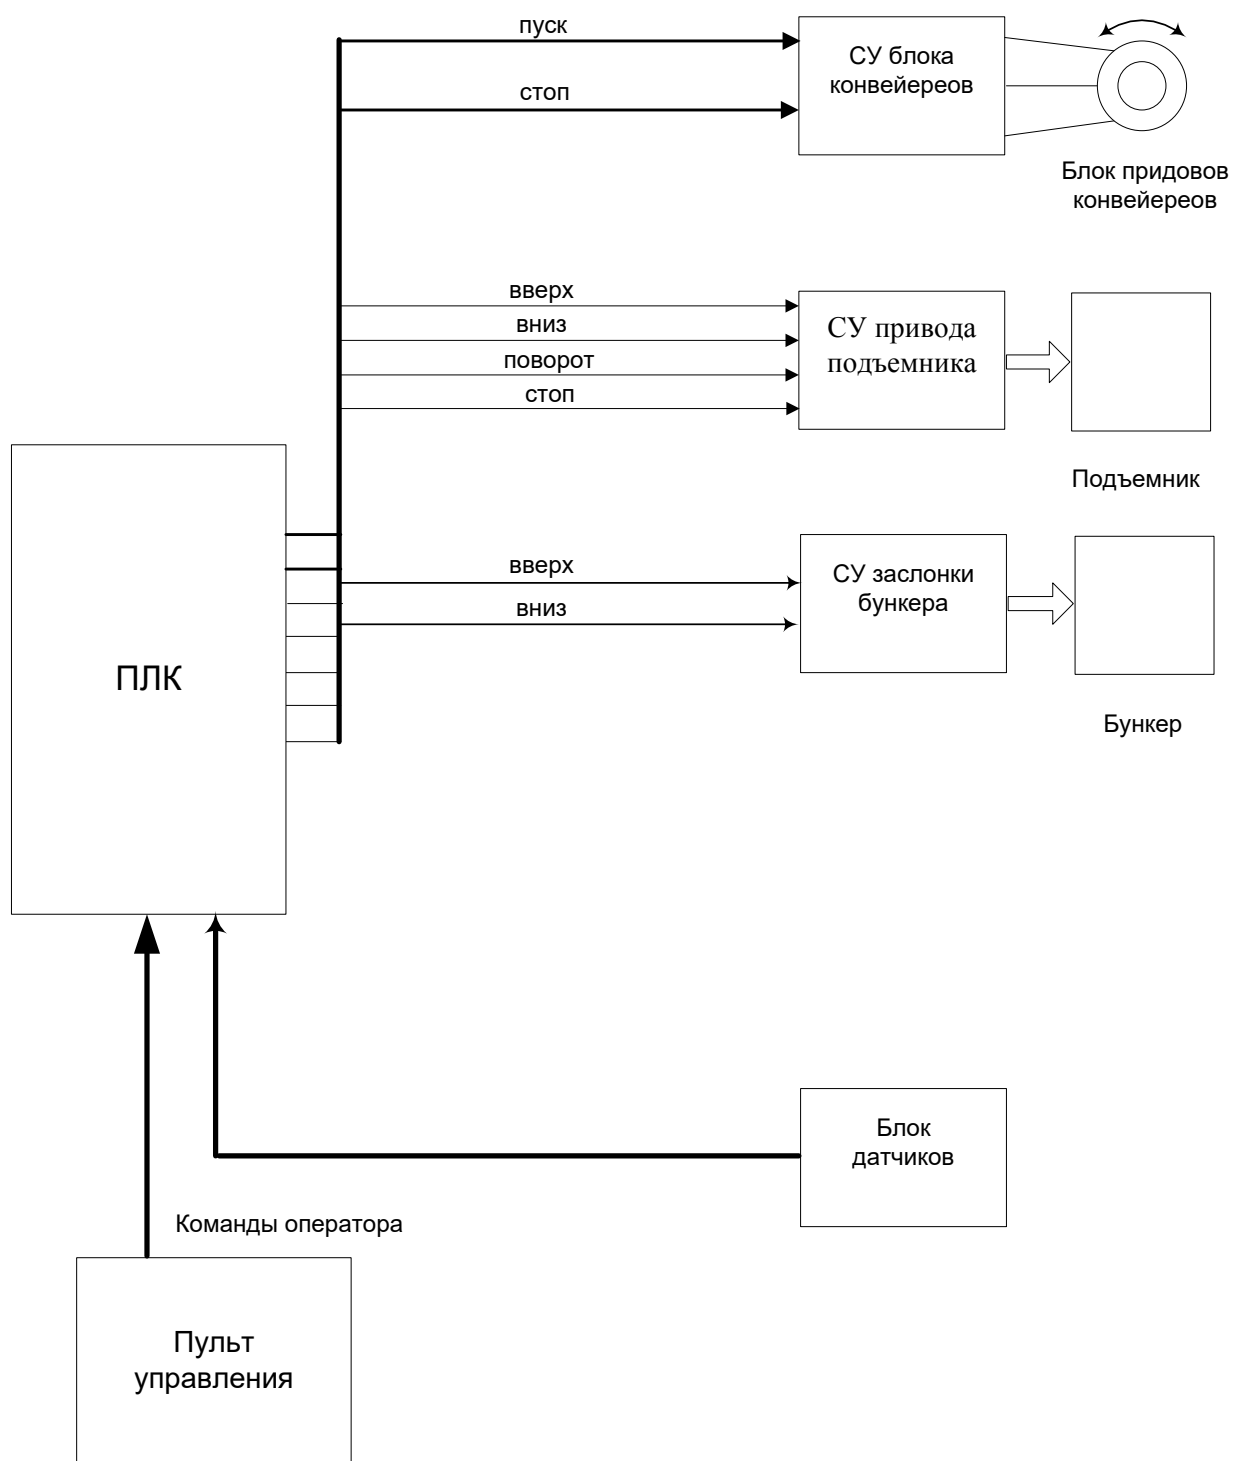 пуск
стоп
СУ блока
конвейереов
Блок придовов
конвейереов
вверх
вниз
поворот
стоп
СУ привода
подъемника
Подъемник
вверх
вниз
СУ заслонки
бункера
Бункер
ПЛК
Блок
датчиков
Команды оператора
Пульт
управления